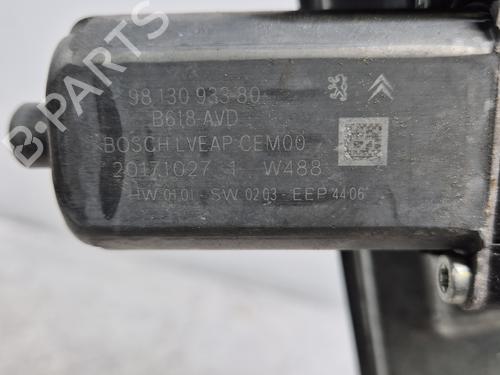 98 130 933 80
B618 AVD
BOSCH LVEAP CEM00
20171027 1 W488
HW 0101 - SW 0203 - EEP 4406
B-PARTS